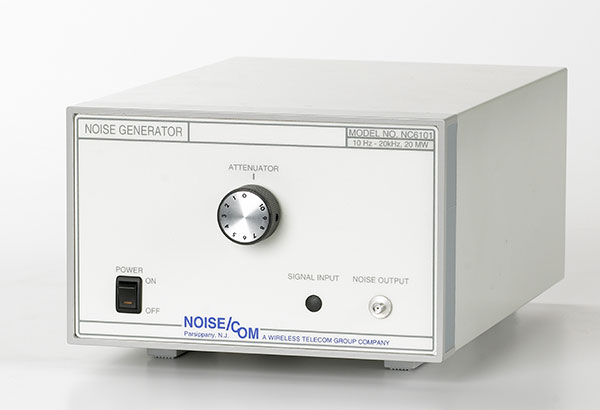 NOISE GENERATOR
MODEL NO. NC6101
10 Hz - 20kHz, 20 MW
ATTENUATOR
POWER
ON
OFF
SIGNAL INPUT
NOISE OUTPUT
NOISE/COM
Parsippany, N.J.
A WIRELESS TELECOM GROUP COMPANY